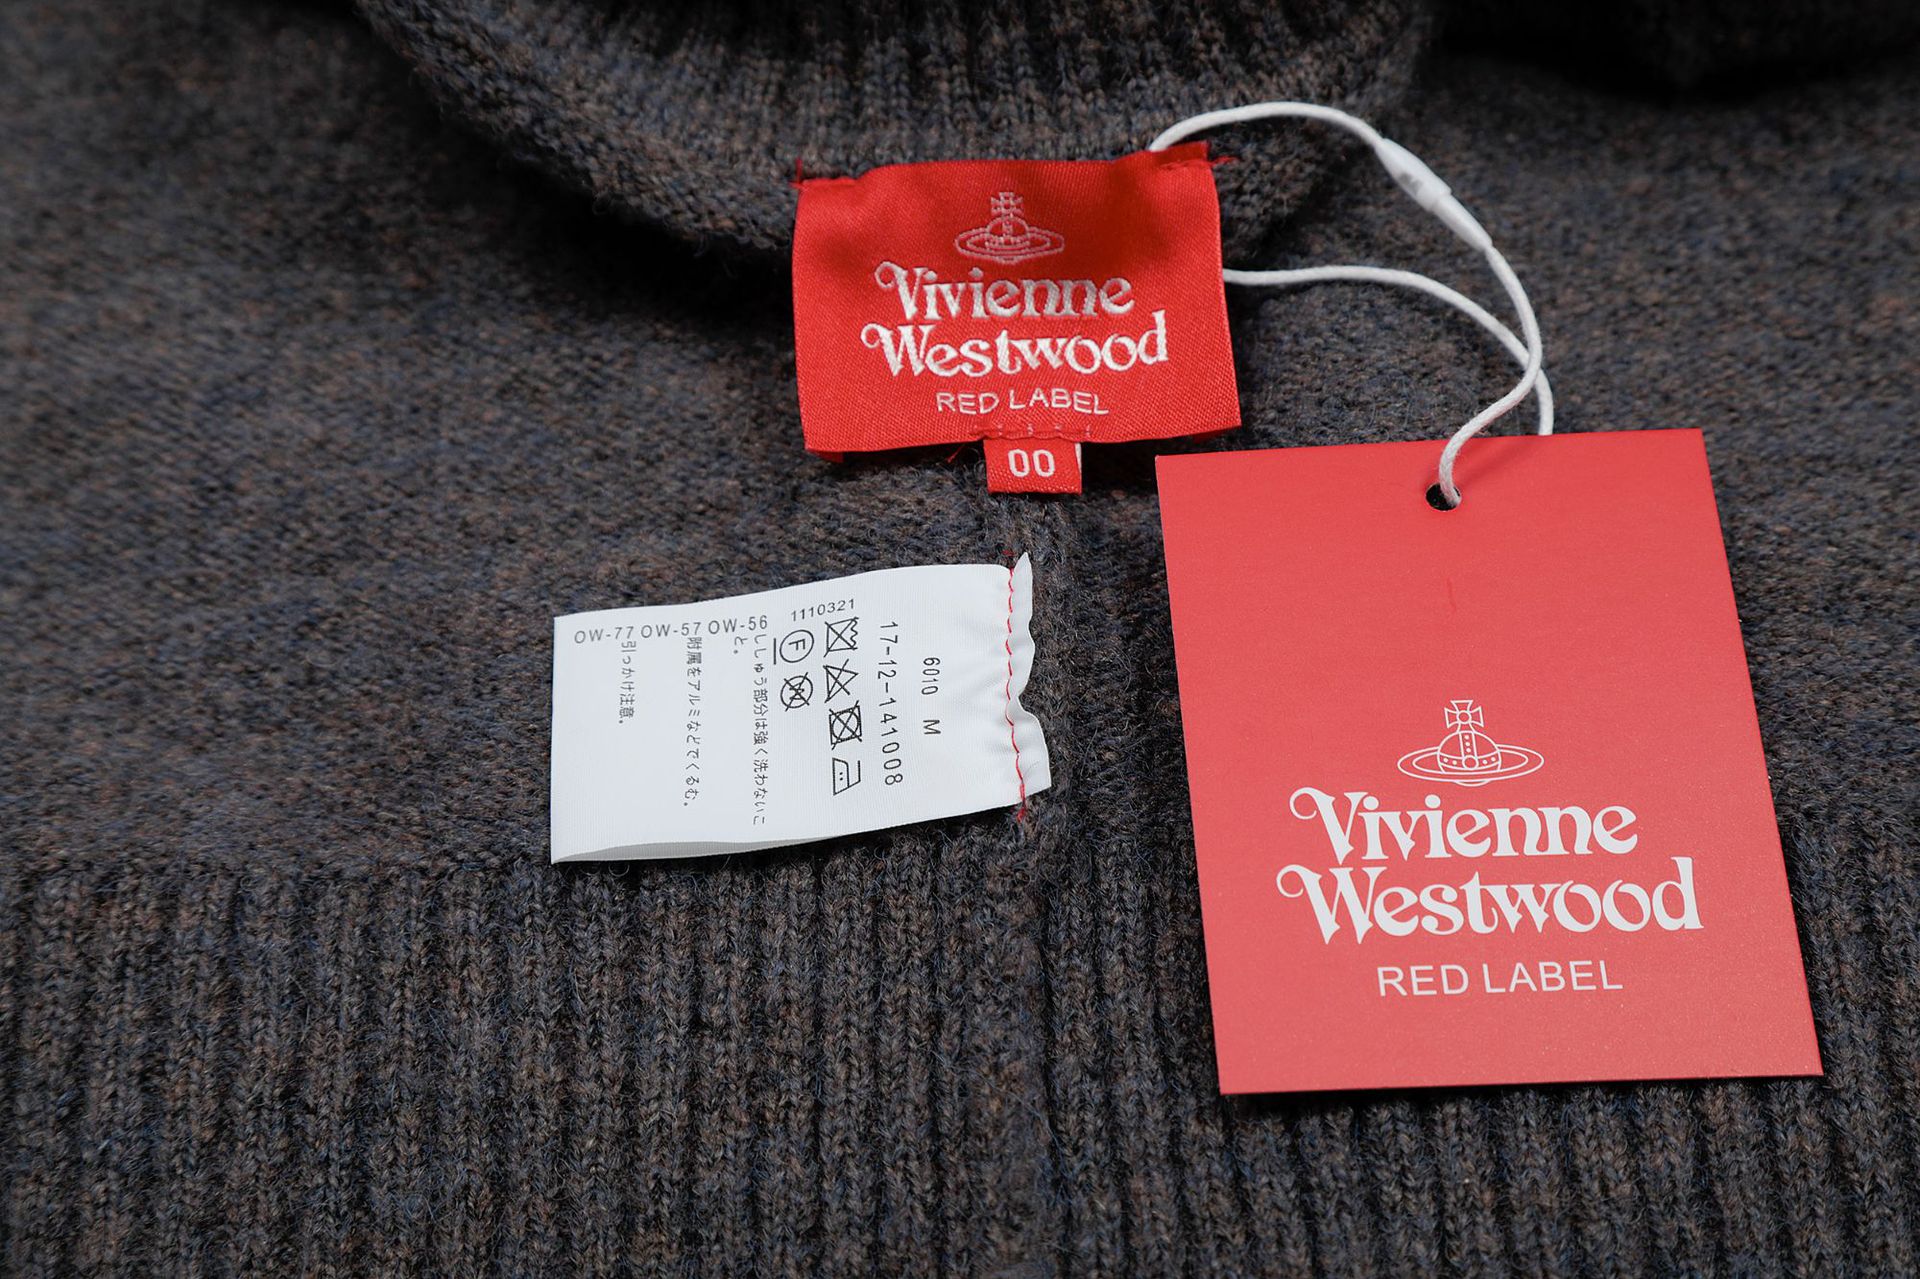 Vivienne
Westwood
RED LABEL
00
6010 M
17-12-141008
1110321
F
OW-77 OW-57 OW-56
ししゅう部分は強く洗わないこ
と。
附属をアルミなどでくるむ。
引っかけ注意。
Vivienne
Westwood
RED LABEL